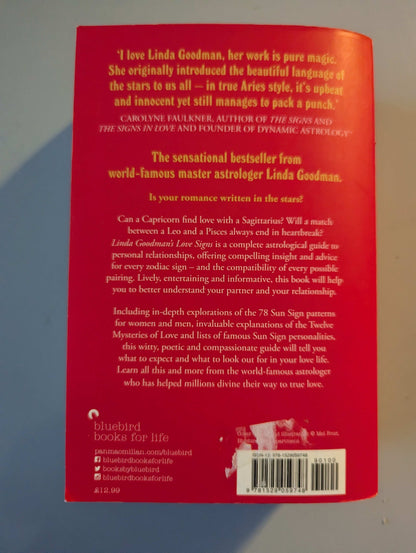 'I love Linda Goodman, her work is pure magic.
She originally introduced the beautiful language of
the stars to us all – in true Aries style, it's upbeat
and innocent yet still manages to pack a punch.'
CAROLYNE FAULKNER, AUTHOR OF THE SIGNS AND
THE SIGNS IN LOVE AND FOUNDER OF DYNAMIC ASTROLOGY
The sensational bestseller from
world-famous master astrologer Linda Goodman.
Is your romance written in the stars?
Can a Capricorn find love with a Sagittarius? Will a match
between a Leo and a Pisces always end in heartbreak?
Linda Goodman's Love Signs is a complete astrological guide to
personal relationships, offering compelling insight and advice
for every zodiac sign – and the compatibility of every possible
pairing. Lively, entertaining and informative, this book will help
you to better understand your partner and your relationship.
Including in-depth explorations of the 78 Sun Sign patterns
for women and men, invaluable explanations of the Twelve
Mysteries of Love and lists of famous Sun Sign personalities,
this witty, poetic and compassionate guide will tell you
what to expect and what to look out for in your love life.
Learn all this and more from the world-famous astrologer
who has helped millions divine their way to true love.
bluebird
books for life
panmacmillan.com/bluebird
bluebirdbooksforlife
booksbybluebird
bluebirdbooksforlife
£12.99
ISBN-13: 978-1529059748
90100
9 781529 059748